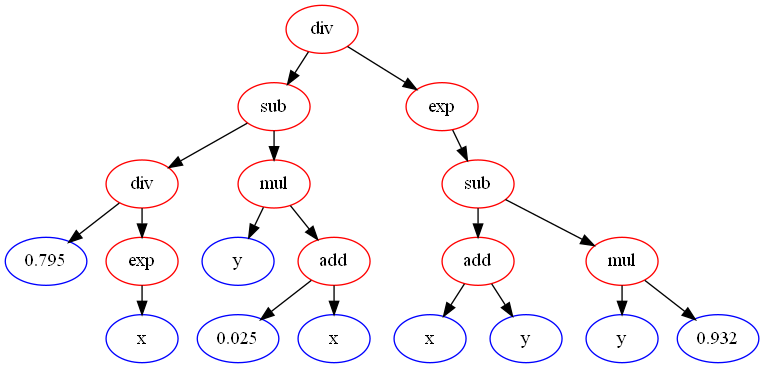 div
sub exp
div mul sub
0.795 exp y add add mul
x 0.025 x x y y 0.932